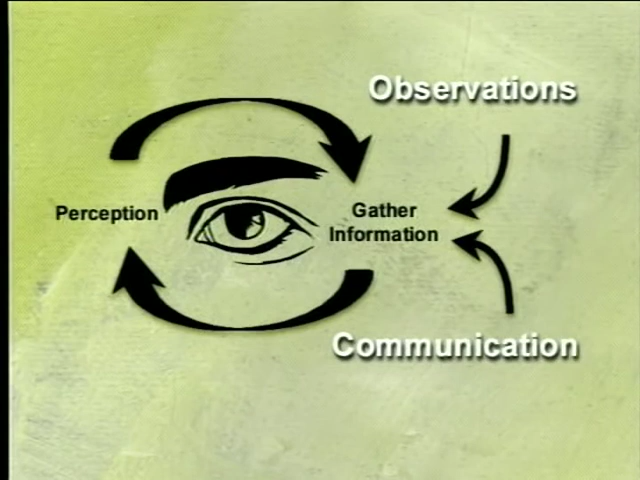 Observations
Perception
Gather
Information
Communication